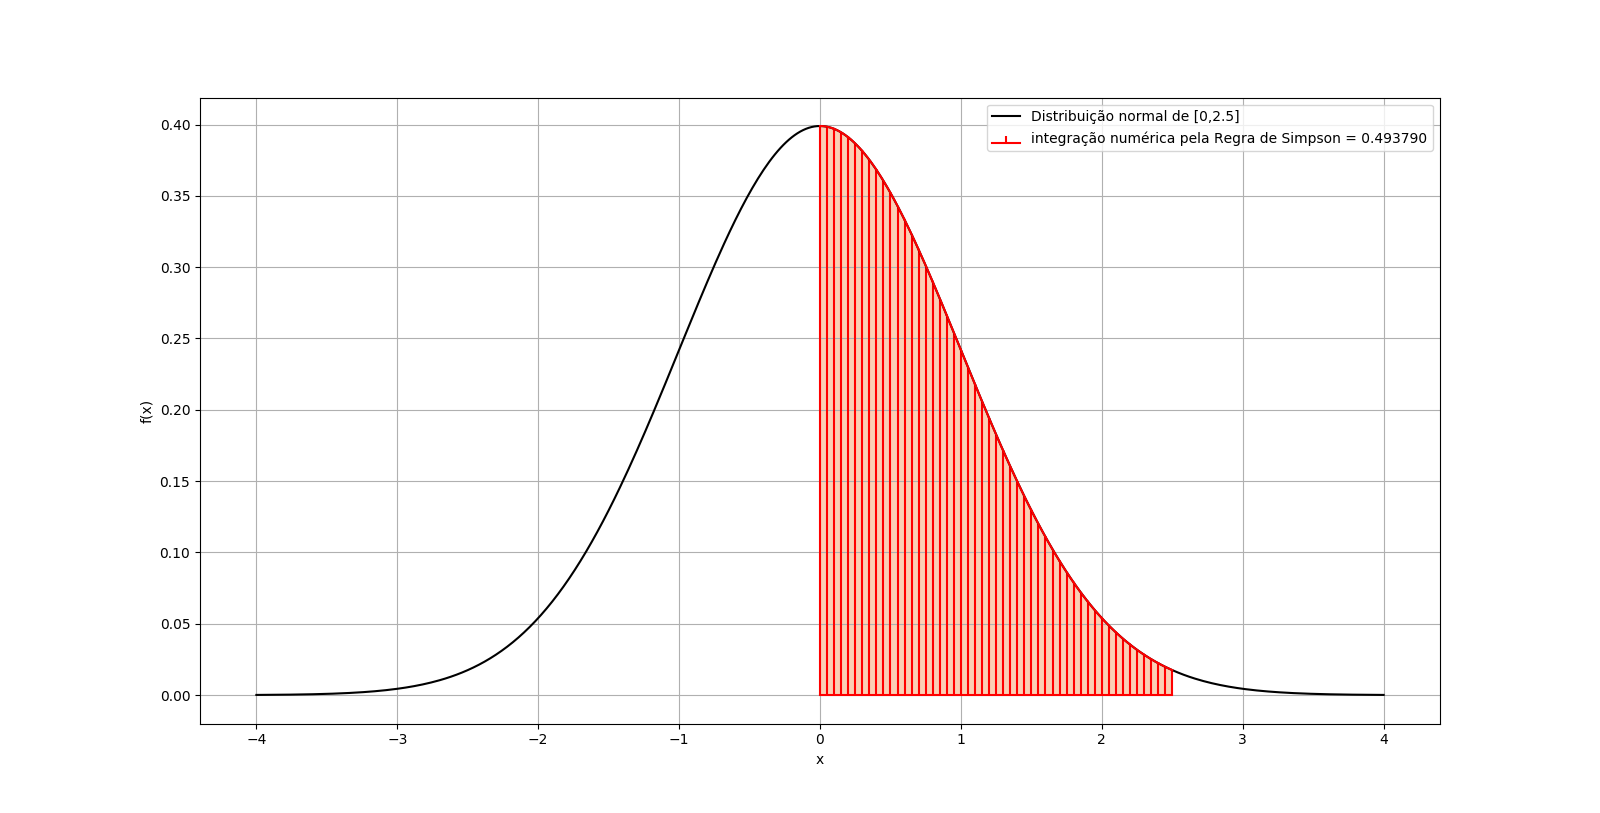 Distribuição normal de [0,2.5]
integração numérica pela Regra de Simpson = 0.493790
0.40
0.35
0.30
0.25
0.20
0.15
0.10
0.05
0.00
f(x)
−4 −3 −2 −1 0 1 2 3 4
x